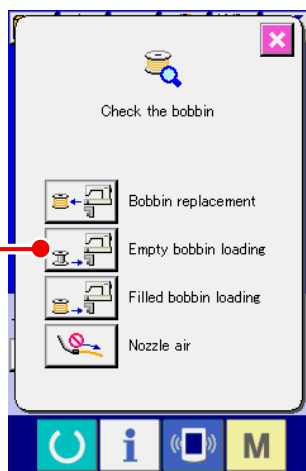 Check the bobbin
Bobbin replacement
Empty bobbin loading
Filled bobbin loading
Nozzle air
i
M